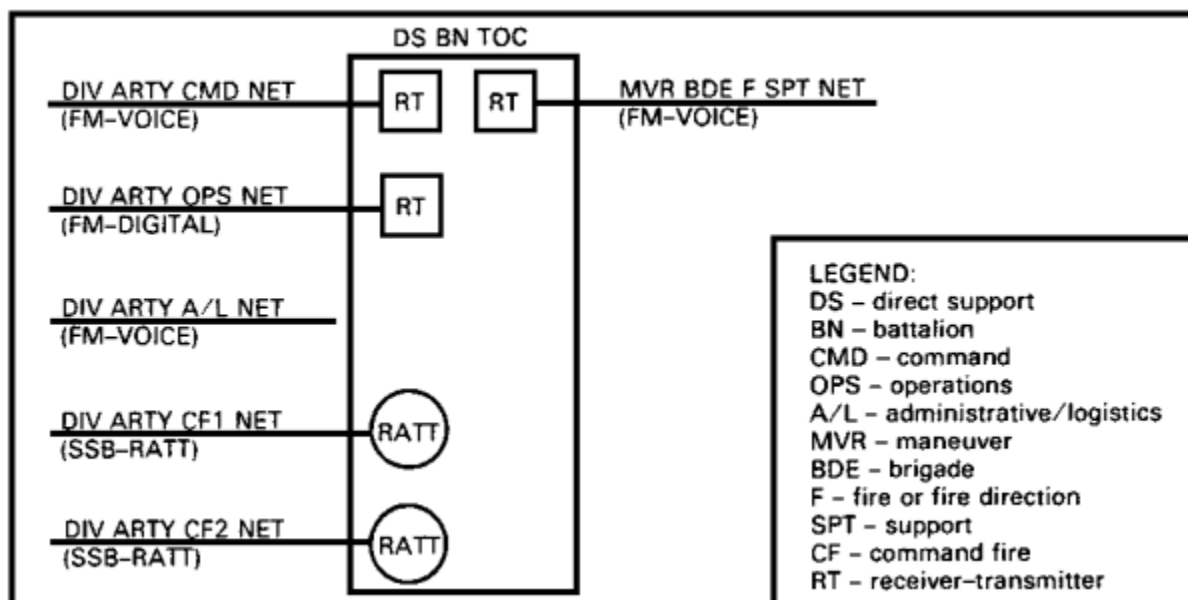 DS BN TOC
DIV ARTY CMD NET
(FM–VOICE)
RT
RT
MVR BDE F SPT NET
(FM–VOICE)
DIV ARTY OPS NET
(FM–DIGITAL)
RT
DIV ARTY A/L NET
(FM–VOICE)
DIV ARTY CF1 NET
(SSB–RATT)
RATT
DIV ARTY CF2 NET
(SSB–RATT)
RATT
LEGEND:
DS – direct support
BN – battalion
CMD – command
OPS – operations
A/L – administrative/logistics
MVR – maneuver
BDE – brigade
F – fire or fire direction
SPT – support
CF – command fire
RT – receiver–transmitter